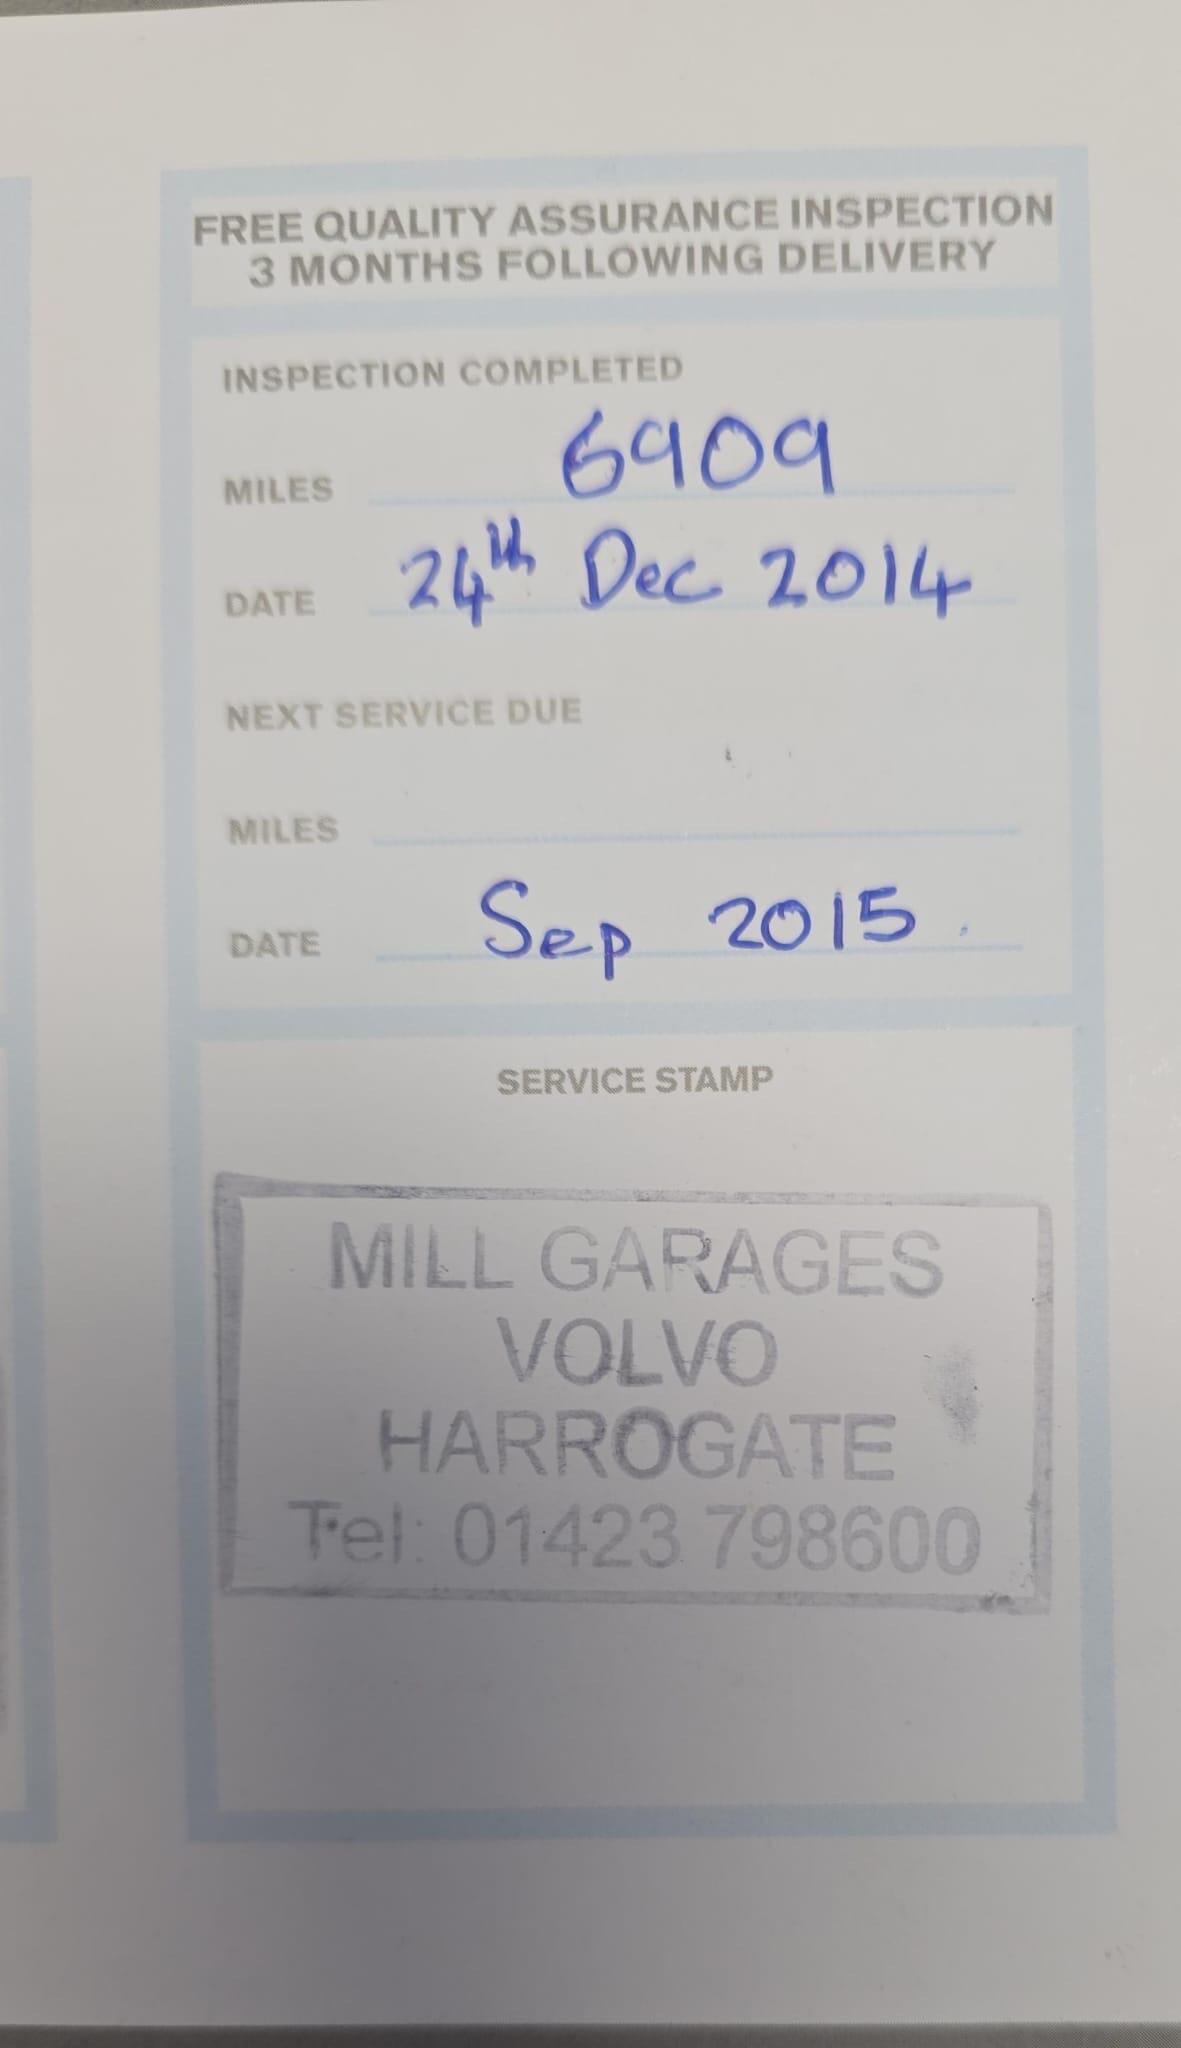 FREE QUALITY ASSURANCE INSPECTION
3 MONTHS FOLLOWING DELIVERY
INSPECTION COMPLETED
MILES 6909
DATE 24th Dec 2014
NEXT SERVICE DUE
MILES
DATE Sep 2015
SERVICE STAMP
MILL GARAGES
VOLVO
HARROGATE
Tel: 01423 798600